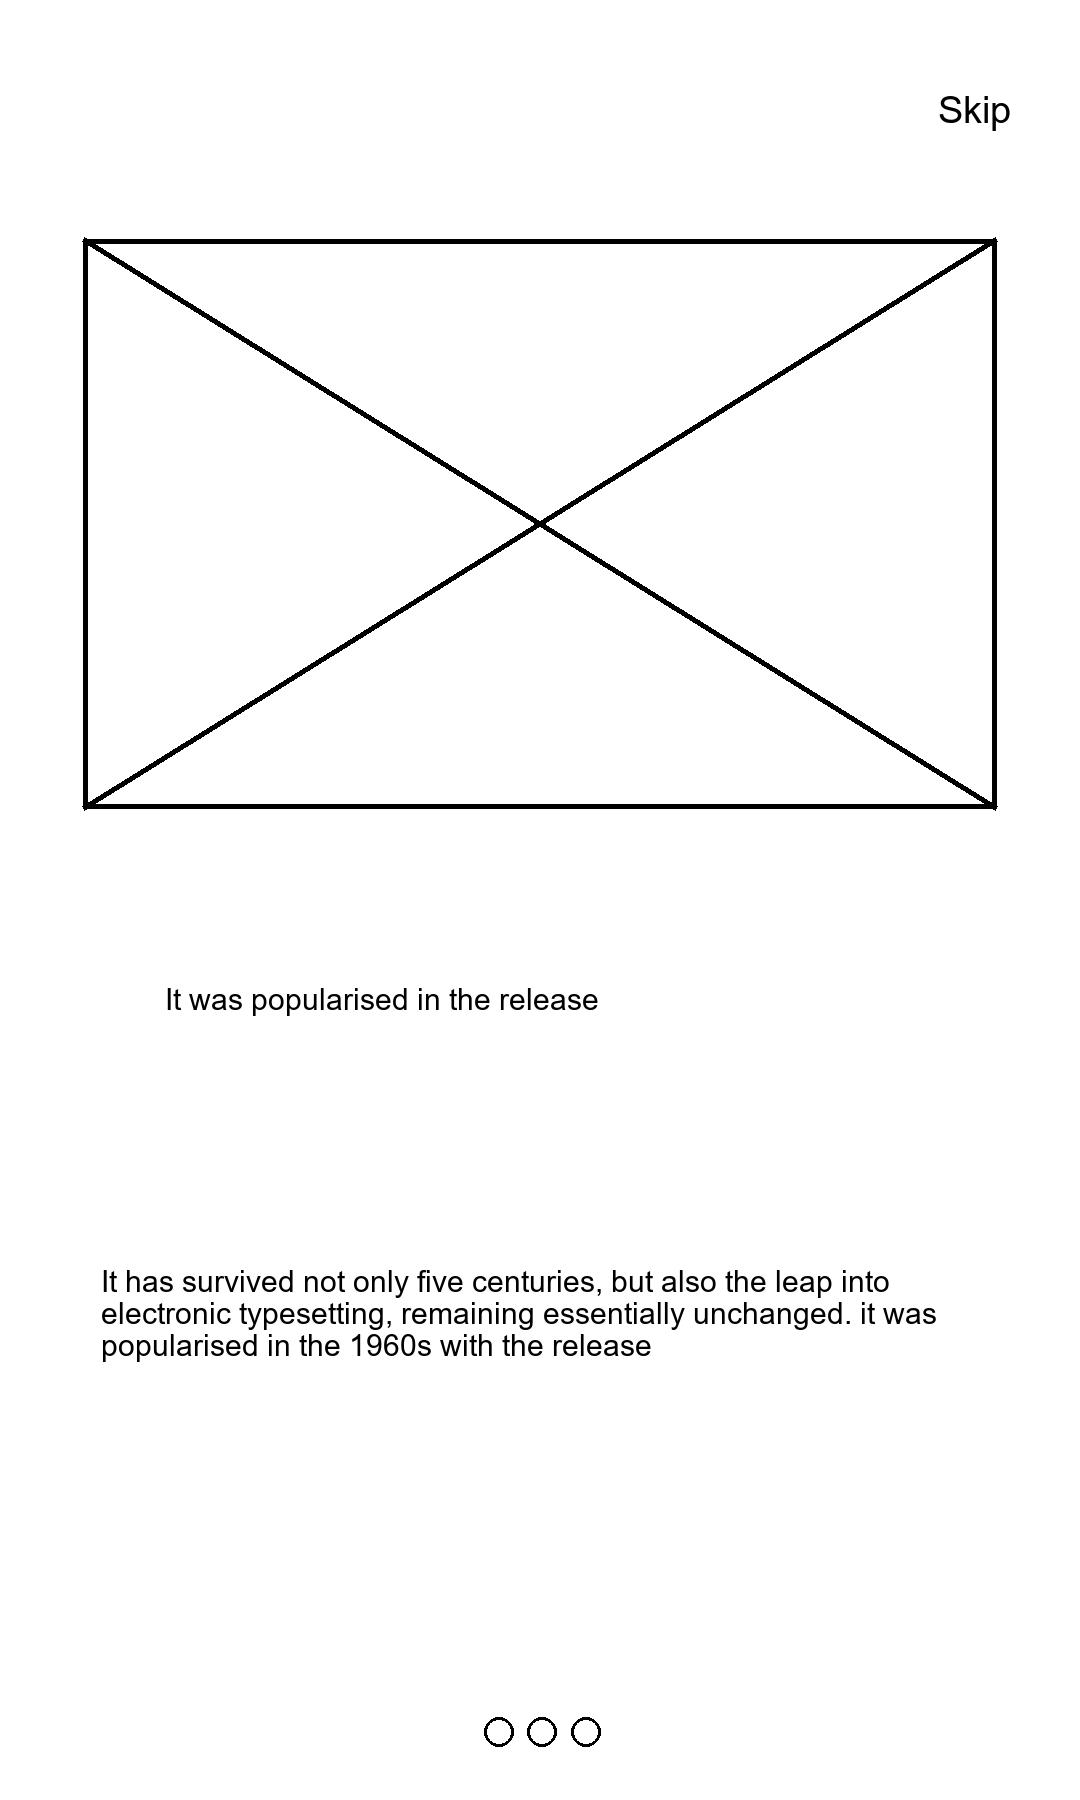 Skip
It was popularised in the release
It has survived not only five centuries, but also the leap into
electronic typesetting, remaining essentially unchanged. it was
popularised in the 1960s with the release